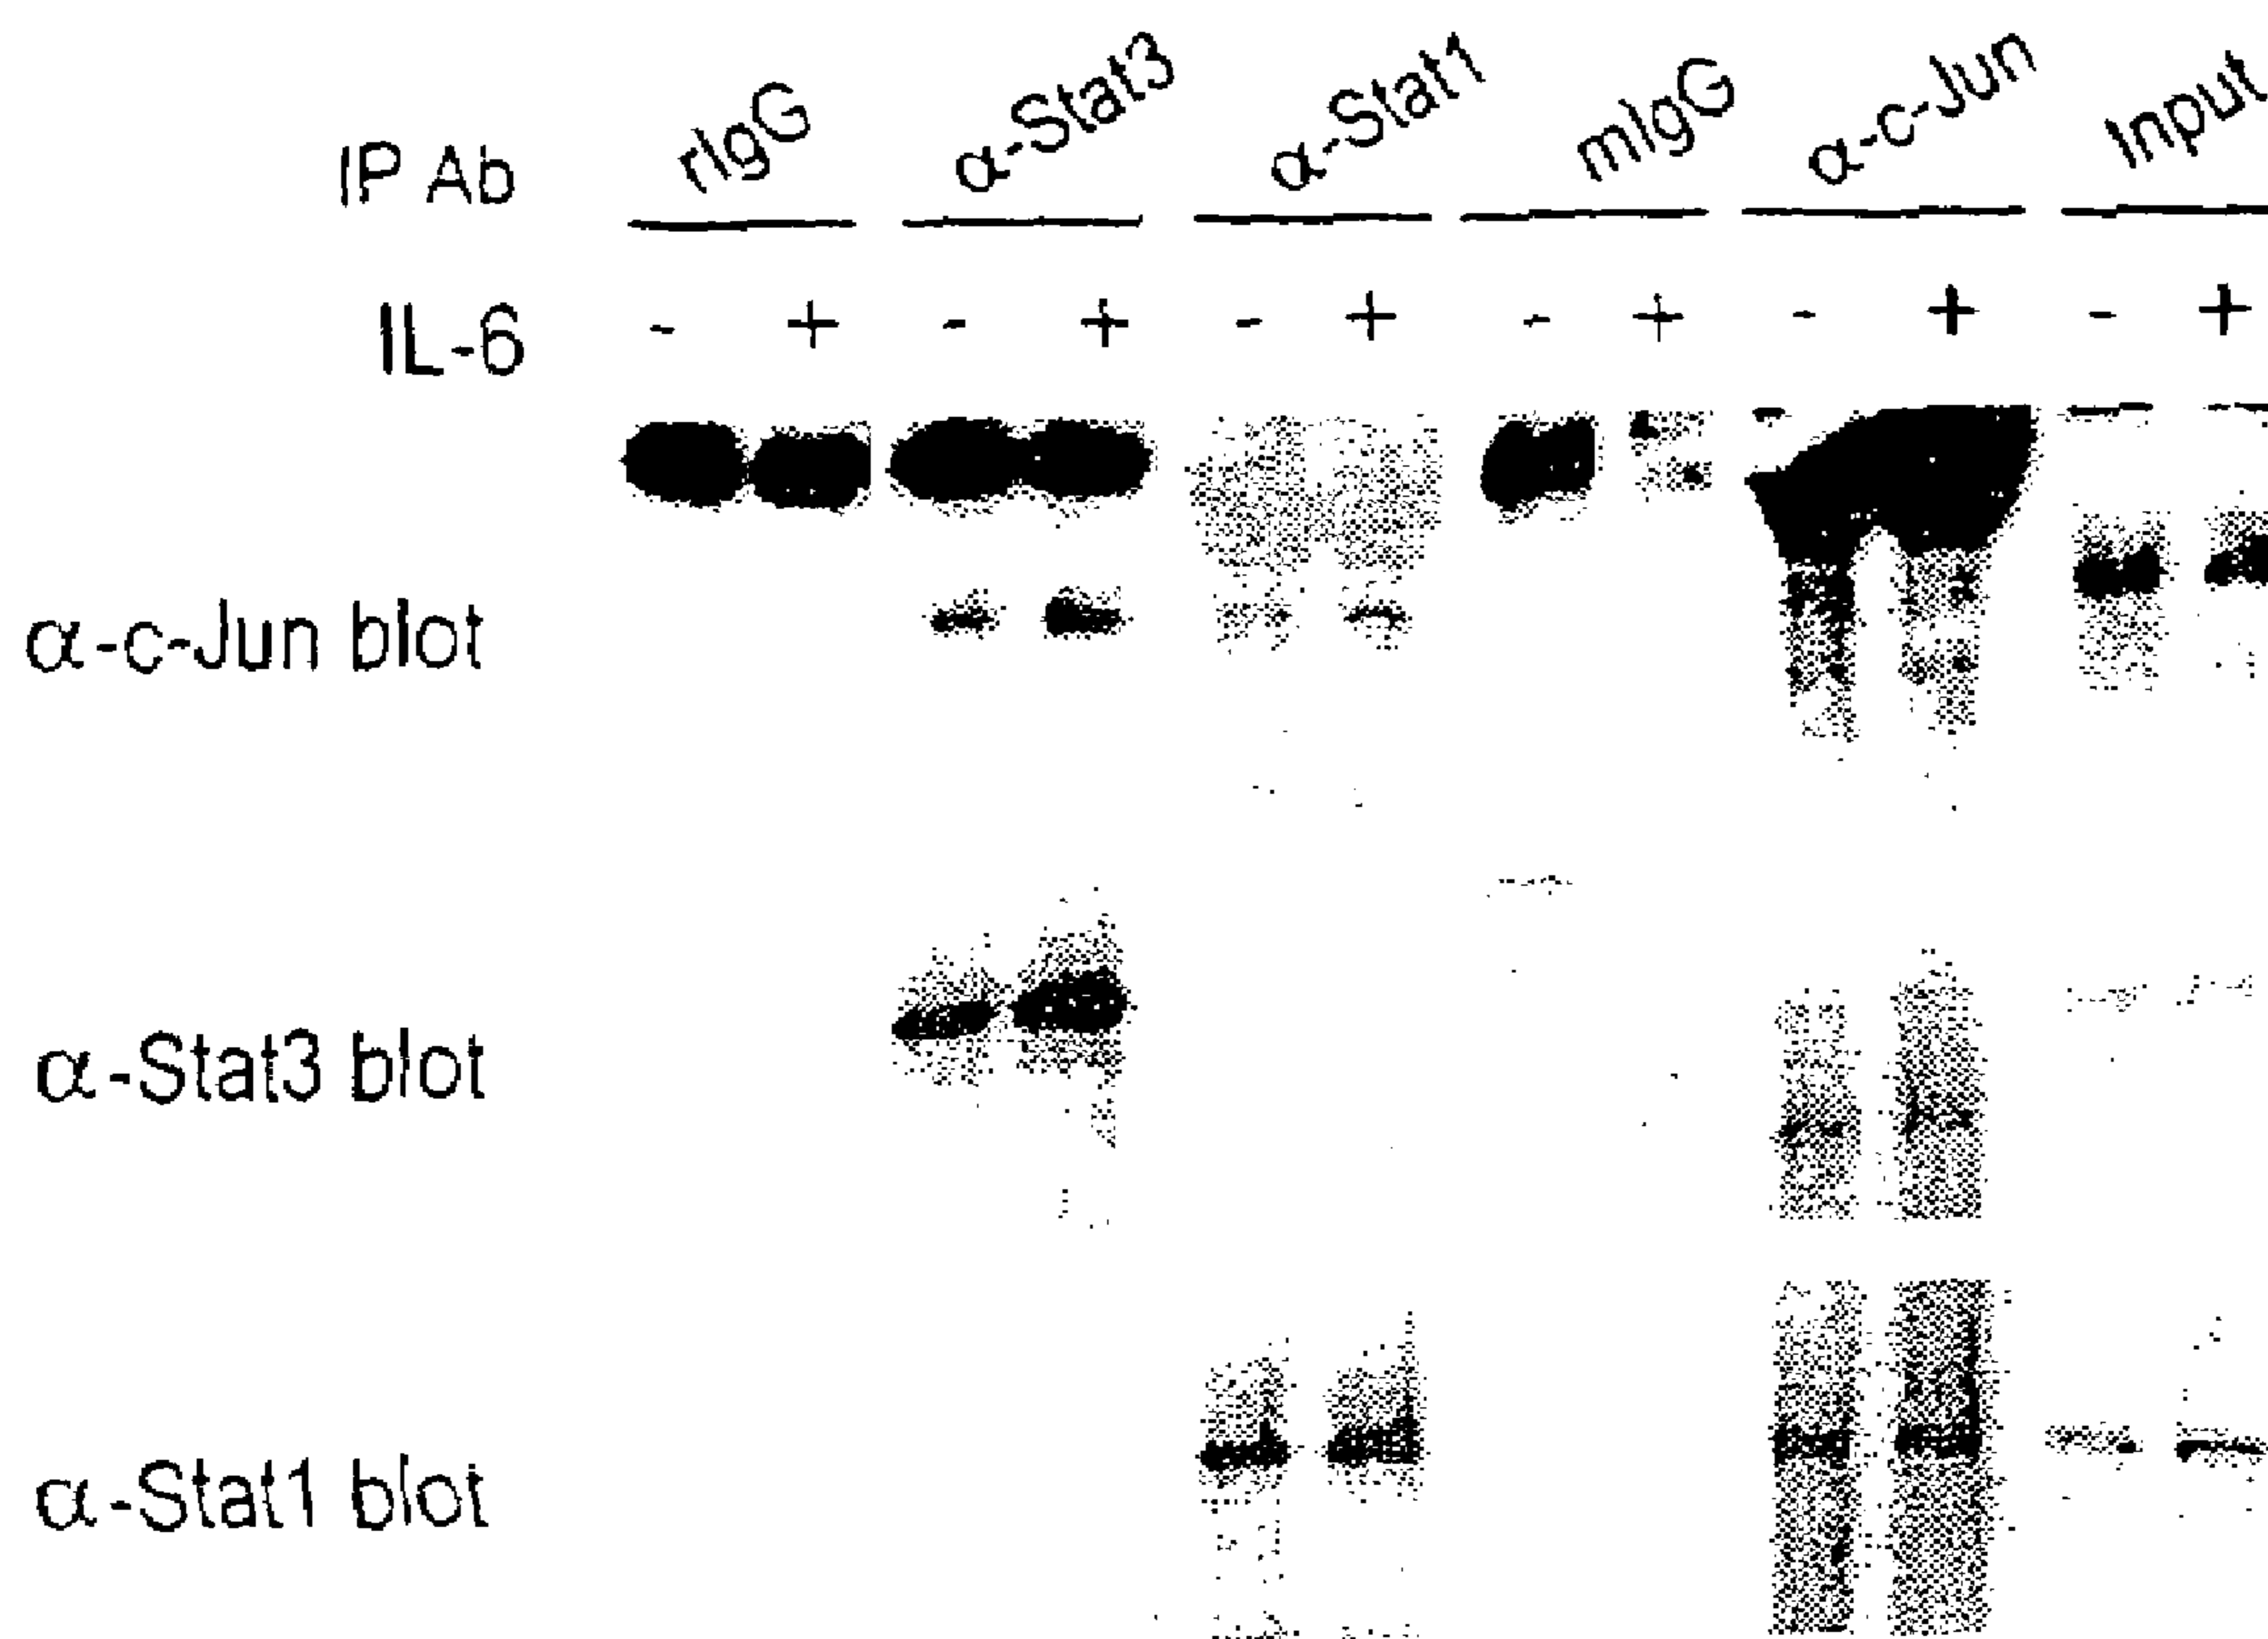 IP Ab rIgG α-Stat3 α-Stat1 mIgG α-c-Jun Input
IL-6 - + - + - + - + - + - +
α-c-Jun blot
α-Stat3 blot
α-Stat1 blot